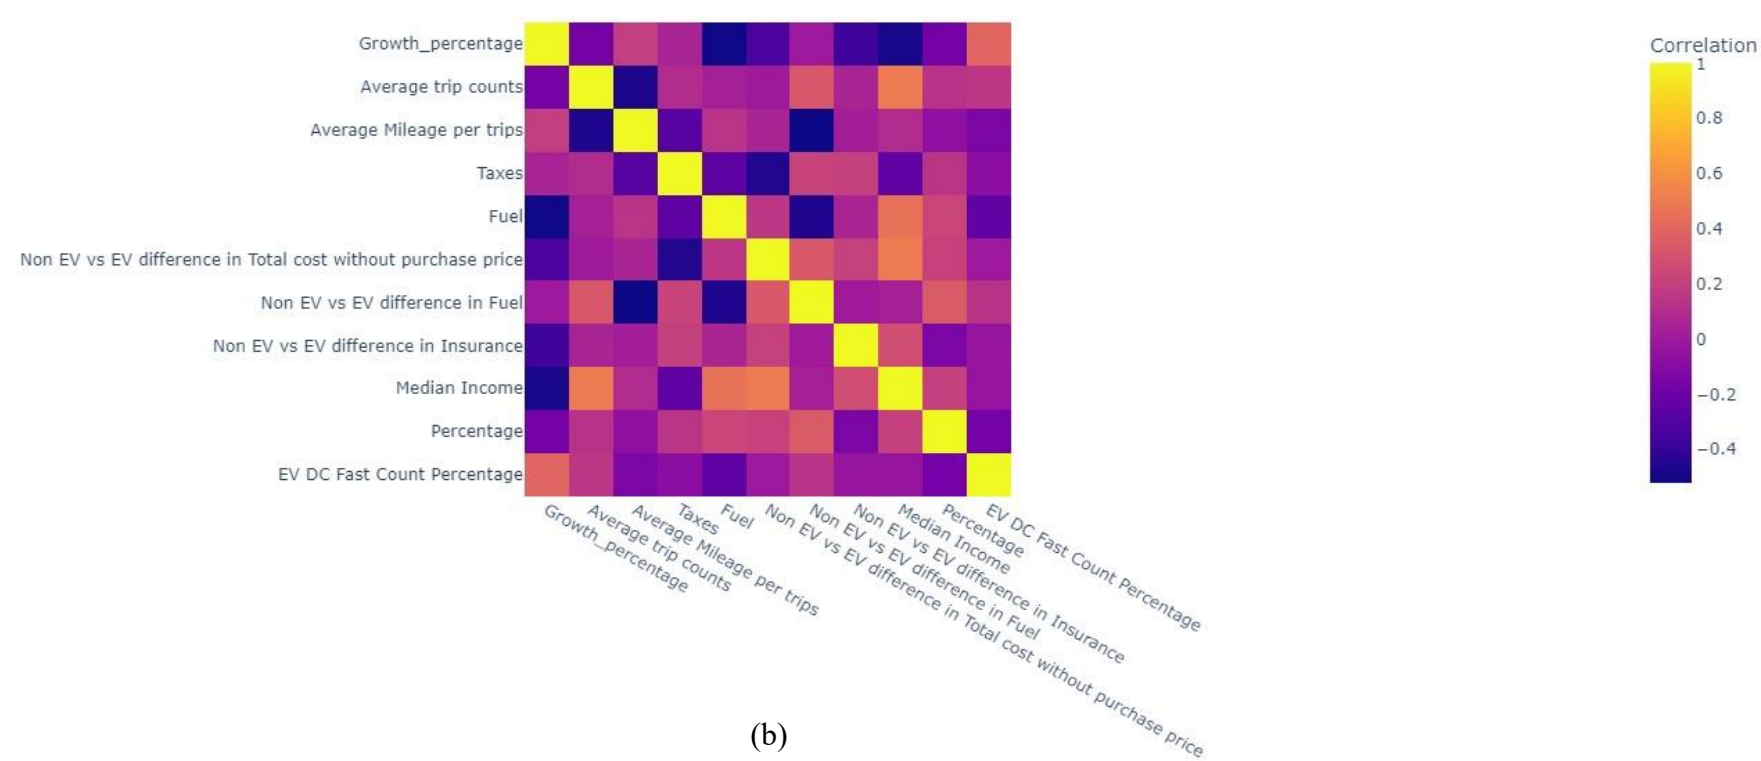 Growth_percentage
Average trip counts
Average Mileage per trips
Taxes
Fuel
Non EV vs EV difference in Total cost without purchase price
Non EV vs EV difference in Fuel
Non EV vs EV difference in Insurance
Median Income
Percentage
EV DC Fast Count Percentage
Growth_percentage
Average trip counts
Average Mileage per trips
Taxes
Fuel
Non EV vs EV difference in Total cost without purchase price
Non EV vs EV difference in Fuel
Non EV vs EV difference in Insurance
Median Income
Percentage
EV DC Fast Count Percentage
Correlation
1
0.8
0.6
0.4
0.2
0
−0.2
−0.4
(b)